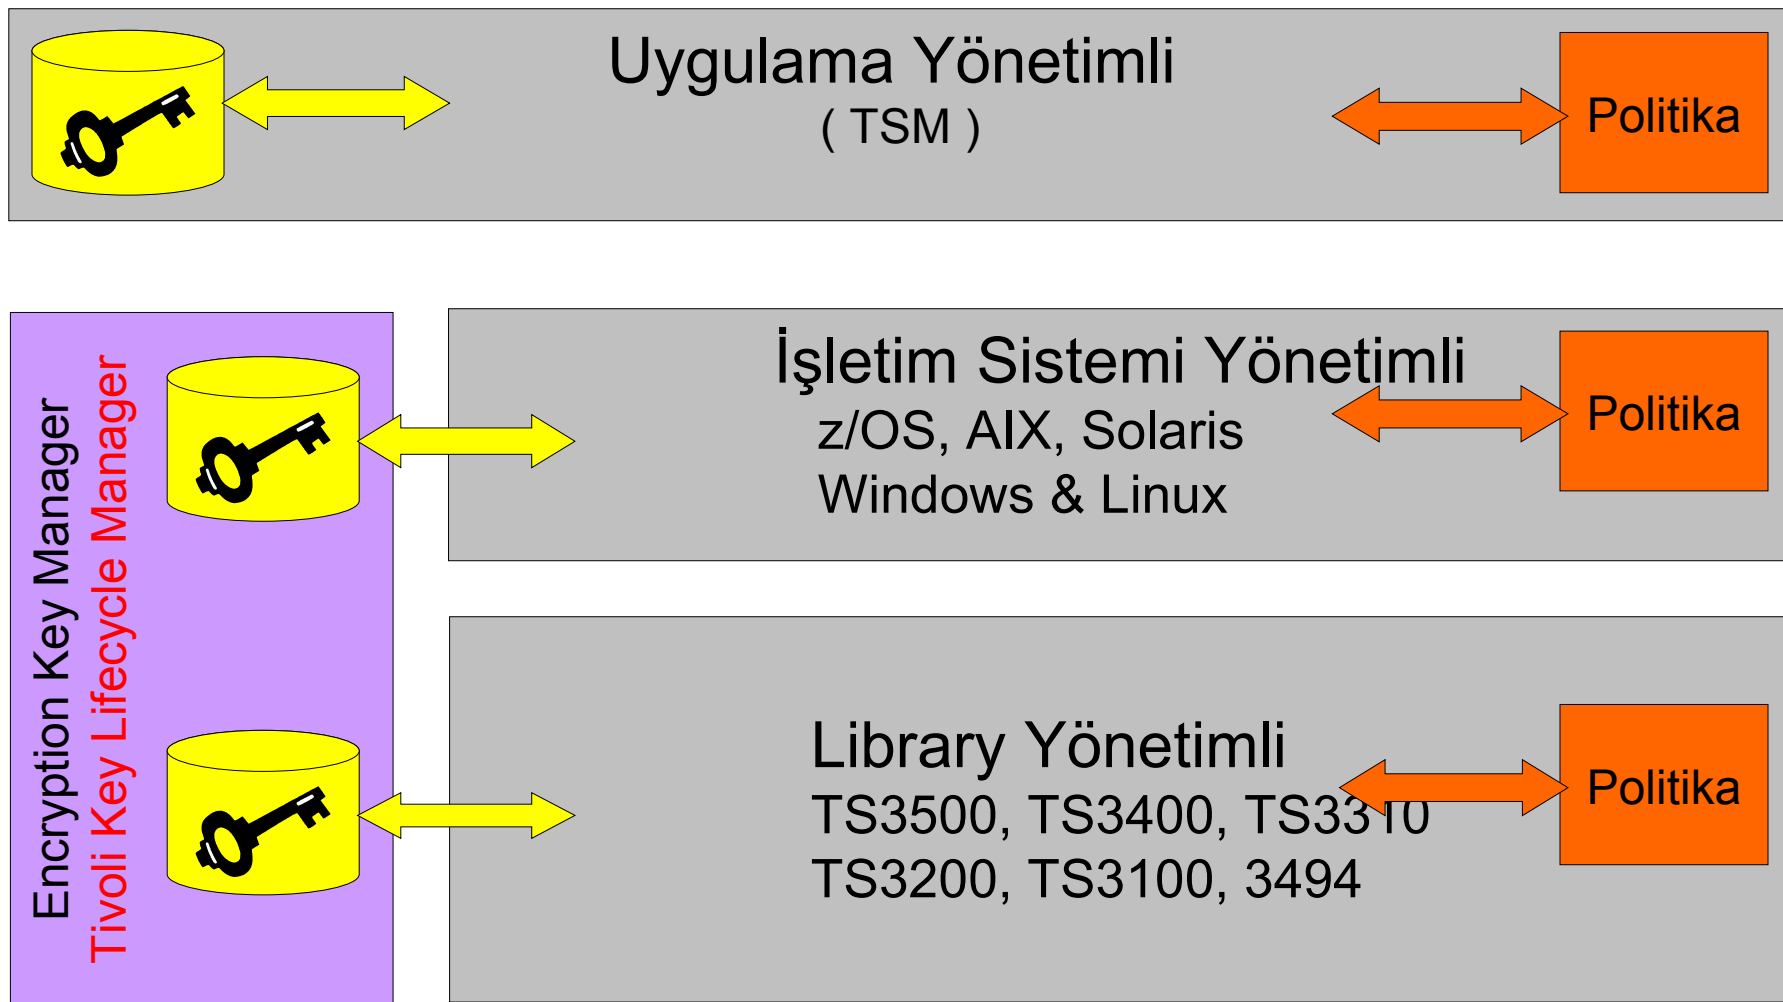 Uygulama Yönetimli
( TSM )
Politika
Encryption Key Manager
Tivoli Key Lifecycle Manager
İşletim Sistemi Yönetimli
z/OS, AIX, Solaris
Windows & Linux
Politika
Library Yönetimli
TS3500, TS3400, TS3310
TS3200, TS3100, 3494
Politika